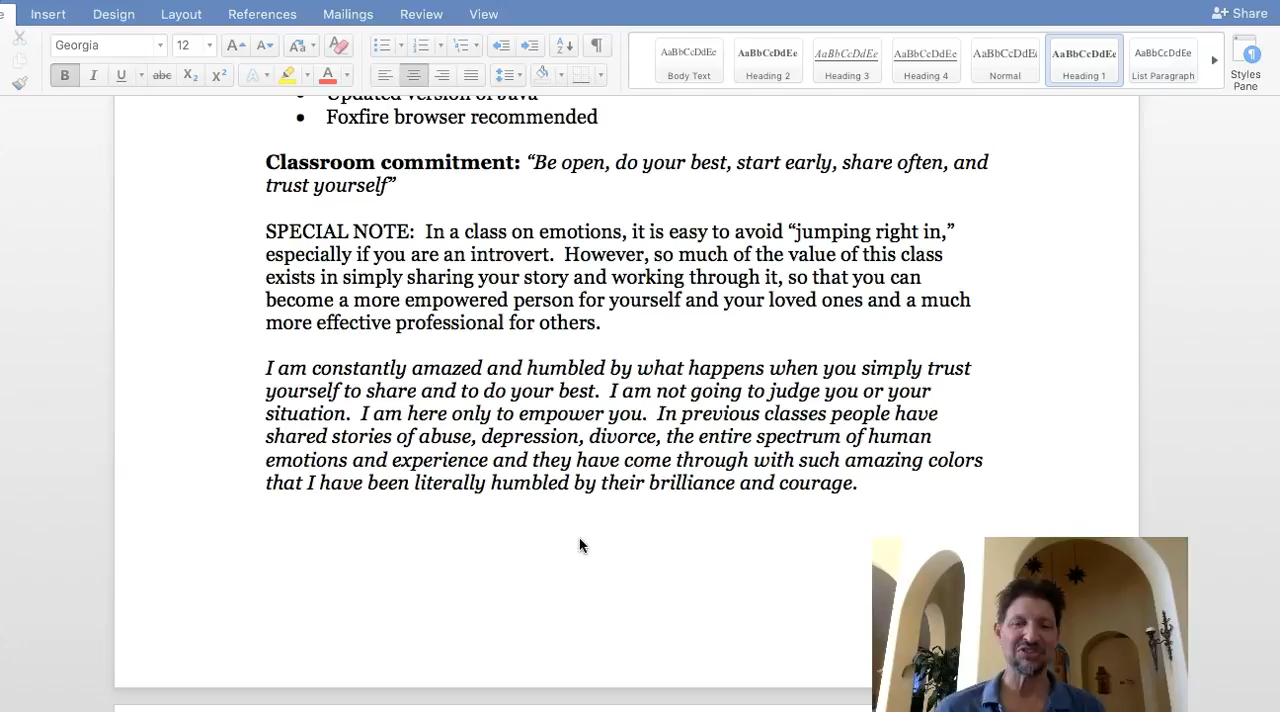 Insert Design Layout References Mailings Review View Share
Georgia 12 A A Aa A
B I U abc X2 X2 A A
AaBbCcDdEe AaBbCcDdEe AaBbCcDdEe AaBbCcDdEe AaBbCcDdEe AaBbCcDdEe AaBbCcDdEe
Body Text Heading 2 Heading 3 Heading 4 Normal Heading 1 List Paragraph
Styles
Pane
Updated version of Java
• Foxfire browser recommended
Classroom commitment: “Be open, do your best, start early, share often, and
trust yourself”
SPECIAL NOTE:  In a class on emotions, it is easy to avoid “jumping right in,”
especially if you are an introvert.  However, so much of the value of this class
exists in simply sharing your story and working through it, so that you can
become a more empowered person for yourself and your loved ones and a much
more effective professional for others.
I am constantly amazed and humbled by what happens when you simply trust
yourself to share and to do your best.  I am not going to judge you or your
situation.  I am here only to empower you.  In previous classes people have
shared stories of abuse, depression, divorce, the entire spectrum of human
emotions and experience and they have come through with such amazing colors
that I have been literally humbled by their brilliance and courage.